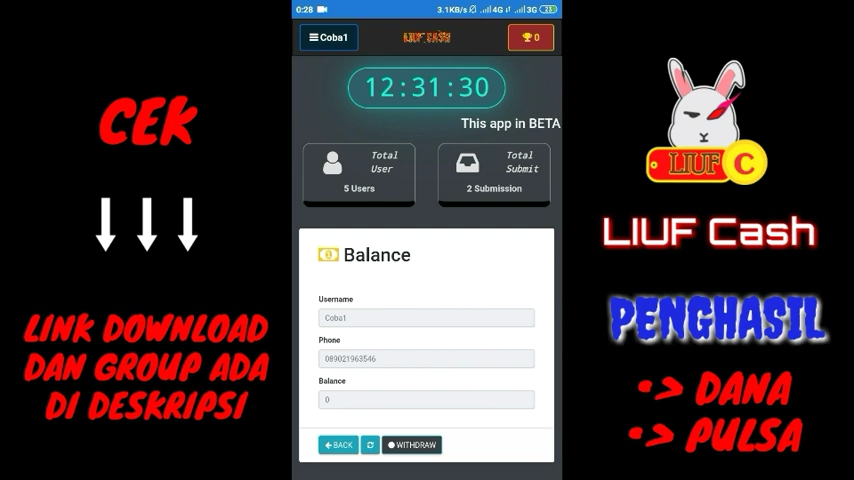 CEK
LINK DOWNLOAD
DAN GROUP ADA
DI DESKRIPSI
0:28
3.1KB/s 4G 3G 23
Coba1
LIUF CASH
0
12:31:30
This app in BETA
Total
User
5 Users
Total
Submit
2 Submission
Balance
Username
Coba1
Phone
089021963546
Balance
0
BACK
WITHDRAW
LIUF C
LIUF Cash
PENGHASIL
•> DANA
•> PULSA